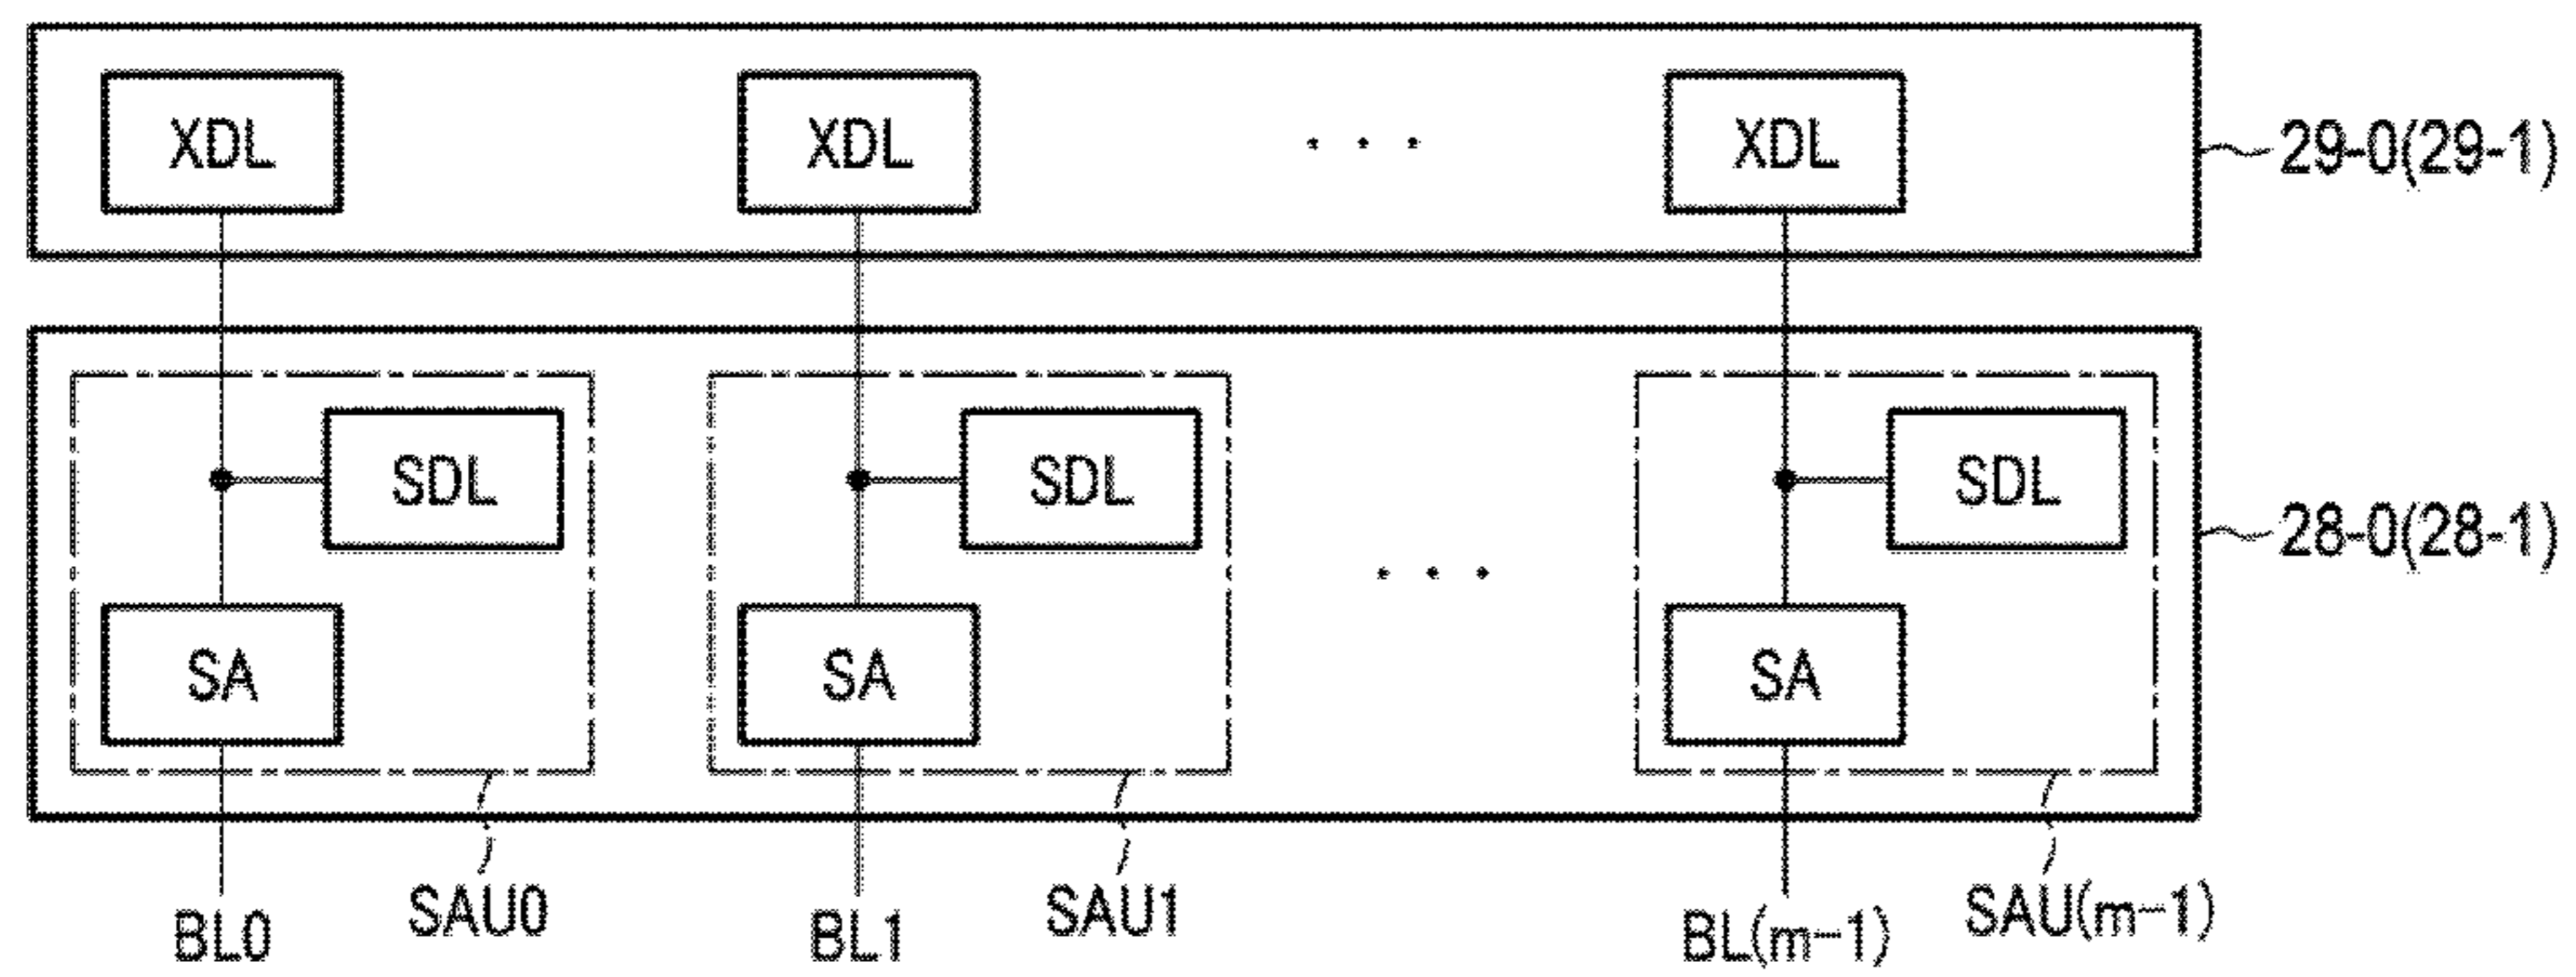 XDL XDL . . . XDL 29-0(29-1)
SDL SDL SDL
28-0(28-1)
. . .
SA SA SA
BL0 SAU0 BL1 SAU1 BL(m-1) SAU(m-1)